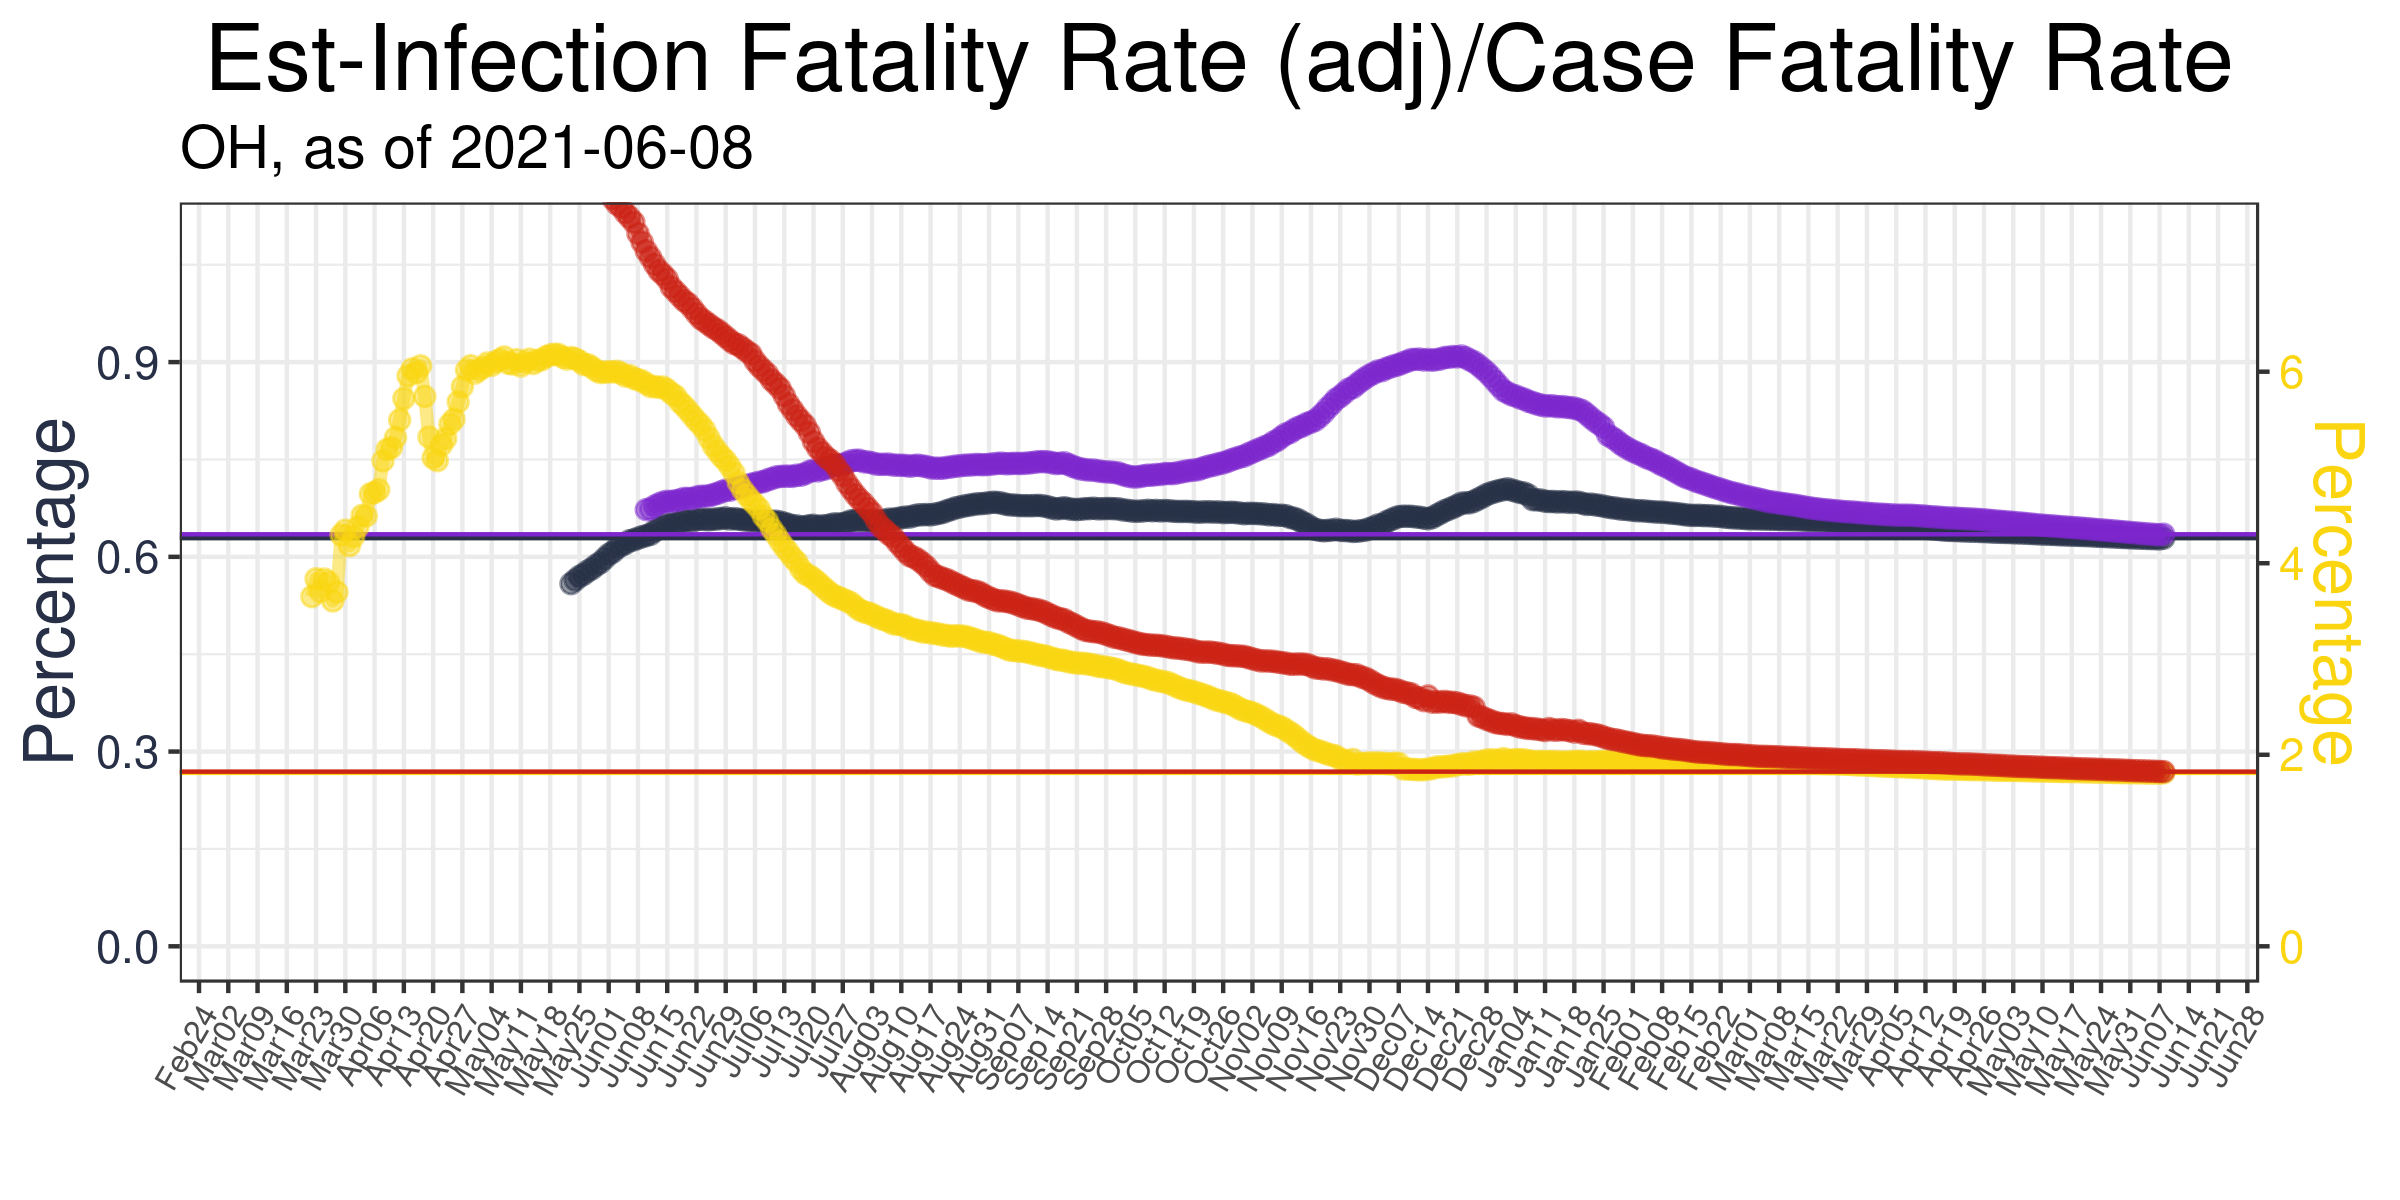 Est-Infection Fatality Rate (adj)/Case Fatality Rate
OH, as of 2021-06-08
Percentage
0.9
0.6
0.3
0.0
6
4
2
0
Percentage
Feb24
Mar02
Mar09
Mar16
Mar23
Mar30
Apr06
Apr13
Apr20
Apr27
May04
May11
May18
May25
Jun01
Jun08
Jun15
Jun22
Jun29
Jul06
Jul13
Jul20
Jul27
Aug03
Aug10
Aug17
Aug24
Aug31
Sep07
Sep14
Sep21
Sep28
Oct05
Oct12
Oct19
Oct26
Nov02
Nov09
Nov16
Nov23
Nov30
Dec07
Dec14
Dec21
Dec28
Jan04
Jan11
Jan18
Jan25
Feb01
Feb08
Feb15
Feb22
Mar01
Mar08
Mar15
Mar22
Mar29
Apr05
Apr12
Apr19
Apr26
May03
May10
May17
May24
May31
Jun07
Jun14
Jun21
Jun28